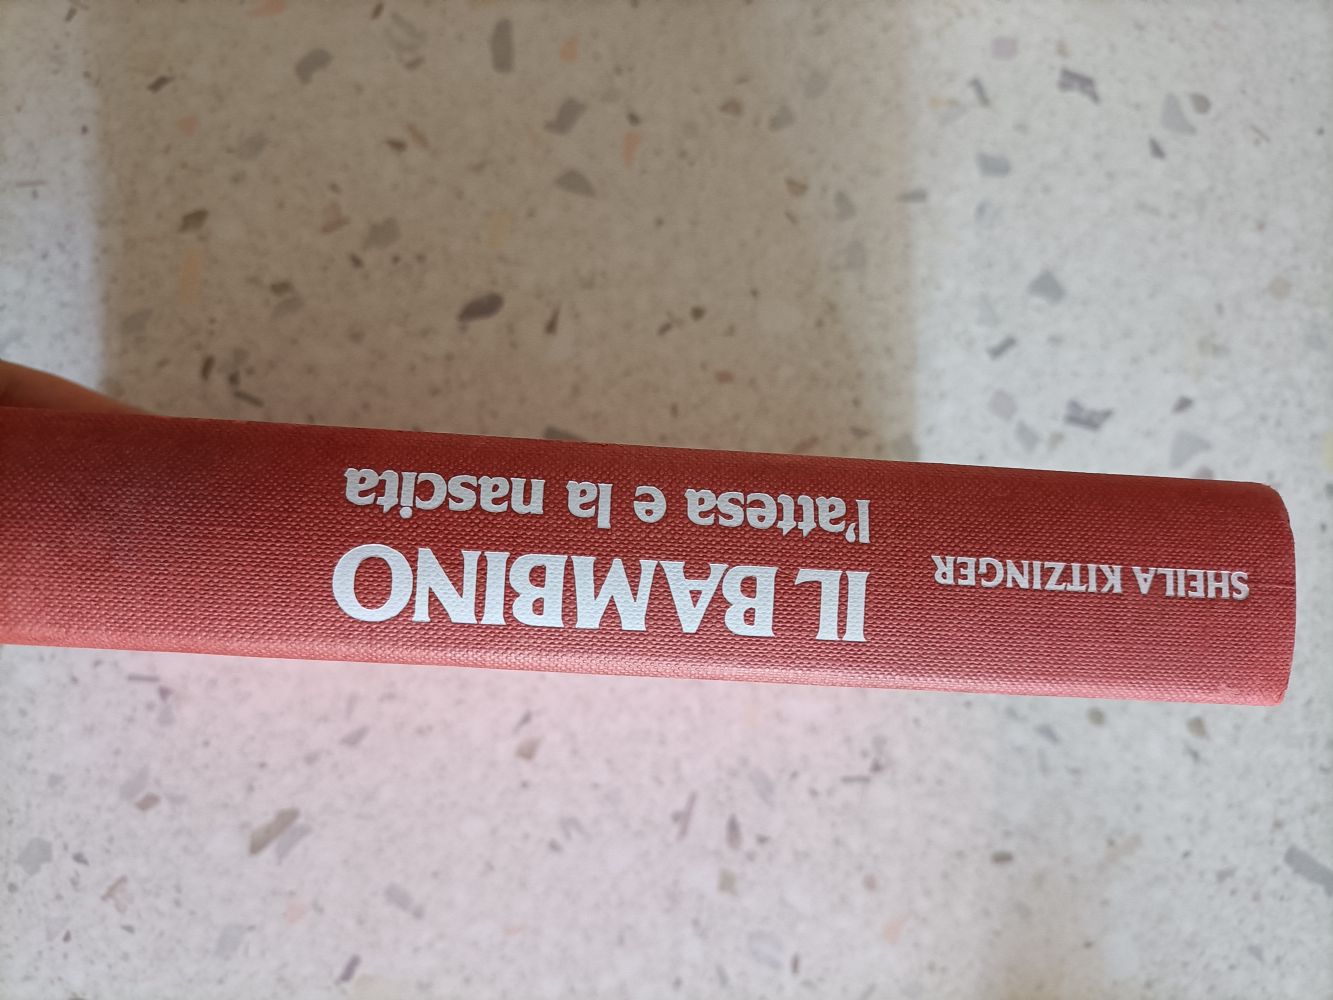 SHEILA KITZINGER
IL BAMBINO
l'attesa e la nascita